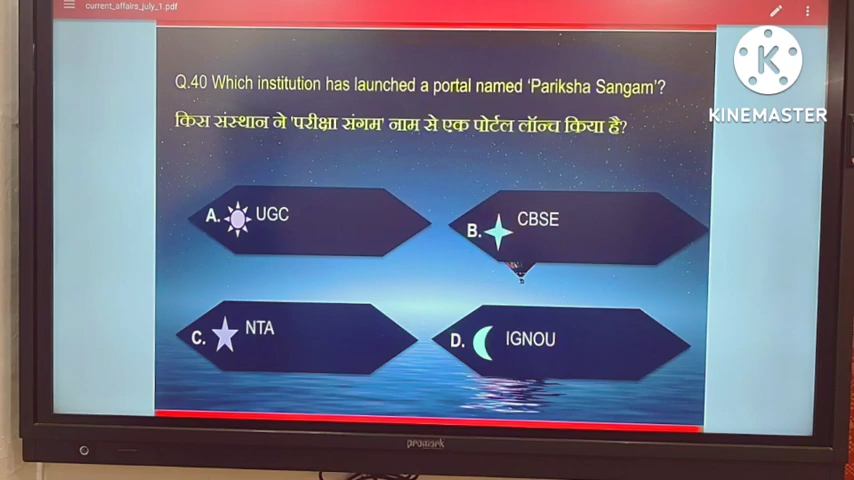 current_affairs_july_1.pdf
KINEMASTER
Q.40 Which institution has launched a portal named ‘Pariksha Sangam’?
किस संस्थान ने 'परीक्षा संगम' नाम से एक पोर्टल लॉन्च किया है?
A. UGC
B. CBSE
C. NTA
D. IGNOU
promark